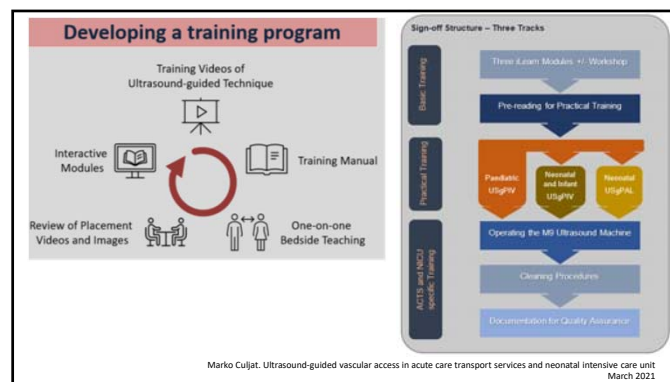 Developing a training program
Training Videos of
Ultrasound-guided Technique
Interactive
Modules
Training Manual
Review of Placement
Videos and Images
One-on-one
Bedside Teaching
Sign-off Structure – Three Tracks
Basic Training
Three iLearn Modules +/- Workshop
Pre-reading for Practical Training
Practical Training
Paediatric
USgPIV
Neonatal
and Infant
USgPIV
Neonatal
USgPAL
ACTS and NICU
specific Training
Operating the M9 Ultrasound Machine
Cleaning Procedures
Documentation for Quality Assurance
Marko Culjat. Ultrasound-guided vascular access in acute care transport services and neonatal intensive care unit
March 2021